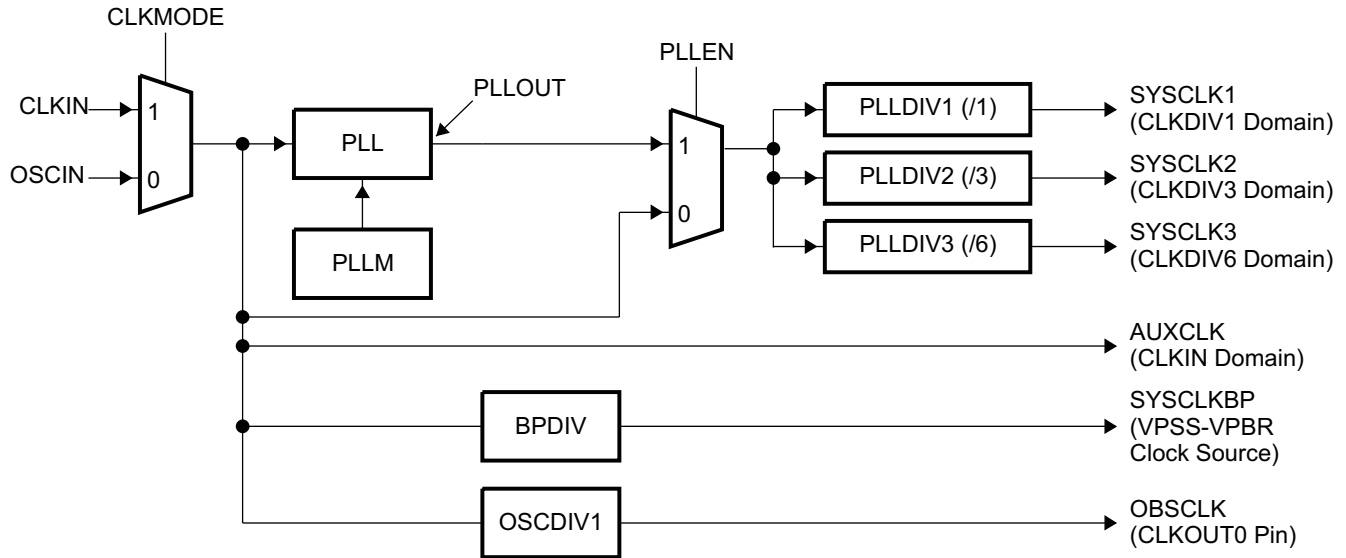 CLKMODE
CLKIN
1
OSCIN
0
PLL
PLLM
PLLOUT
PLLEN
1
0
PLLDIV1 (/1)
PLLDIV2 (/3)
PLLDIV3 (/6)
SYSCLK1
(CLKDIV1 Domain)
SYSCLK2
(CLKDIV3 Domain)
SYSCLK3
(CLKDIV6 Domain)
AUXCLK
(CLKIN Domain)
BPDIV
SYSCLKBP
(VPSS-VPBR
Clock Source)
OSCDIV1
OBSCLK
(CLKOUT0 Pin)